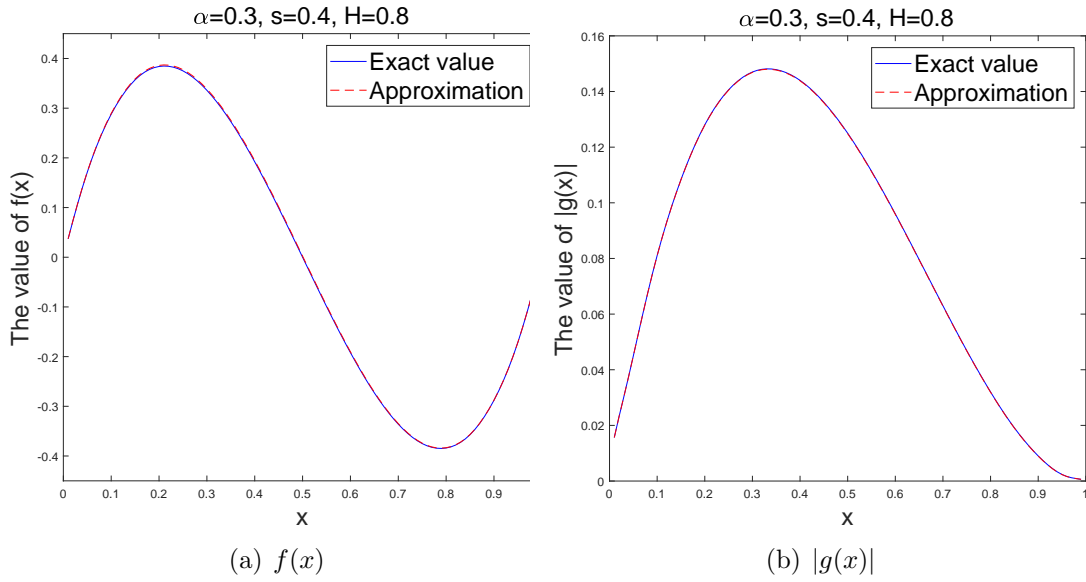 α=0.3, s=0.4, H=0.8
Exact value
Approximation
The value of f(x)
0.4
0.3
0.2
0.1
0
-0.1
-0.2
-0.3
-0.4
0 0.1 0.2 0.3 0.4 0.5 0.6 0.7 0.8 0.9
x
(a) f(x)
α=0.3, s=0.4, H=0.8
Exact value
Approximation
The value of |g(x)|
0.16
0.14
0.12
0.1
0.08
0.06
0.04
0.02
0
0 0.1 0.2 0.3 0.4 0.5 0.6 0.7 0.8 0.9 1
x
(b) |g(x)|